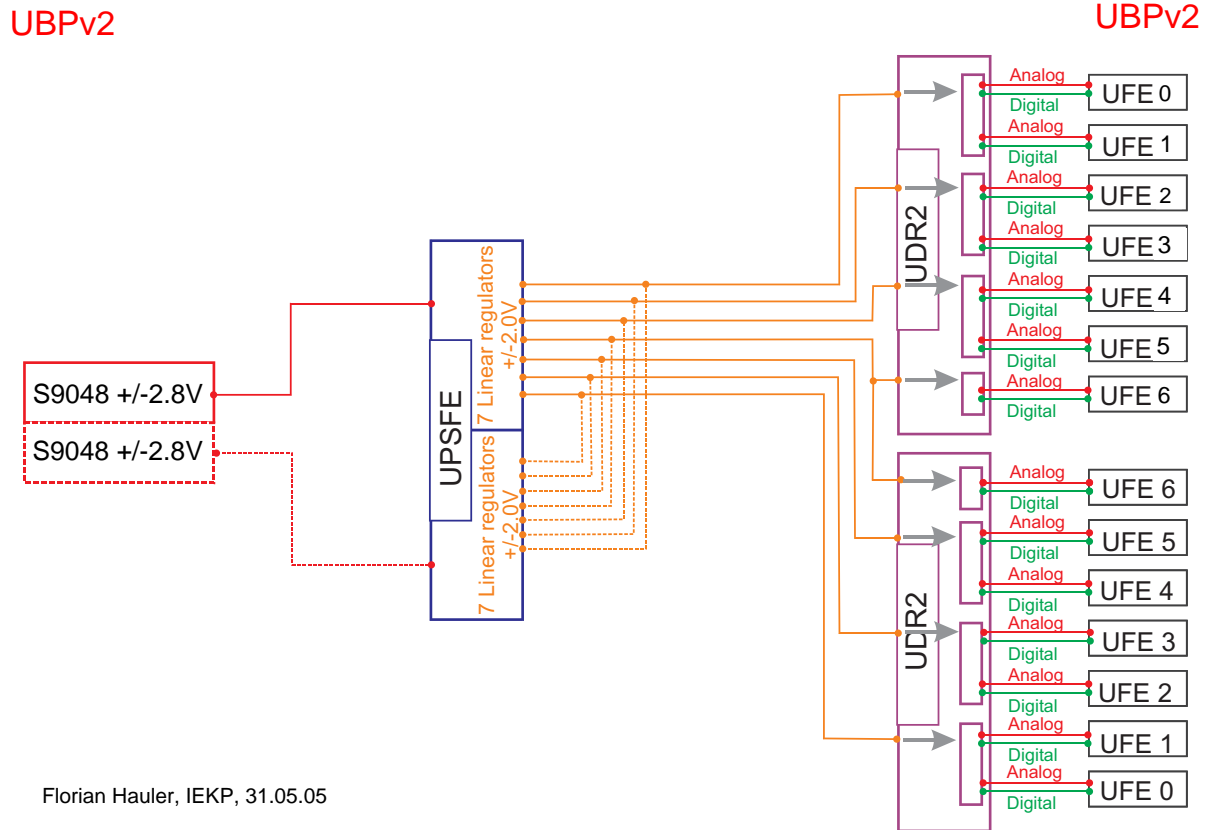 UBPv2
UBPv2
S9048 +/-2.8V
S9048 +/-2.8V
UPSFE
7 Linear regulators
+/-2.0V
7 Linear regulators
+/-2.0V
UDR2
Analog
Digital
UFE 0
Analog
Digital
UFE 1
Analog
Digital
UFE 2
Analog
Digital
UFE 3
Analog
Digital
UFE 4
Analog
Digital
UFE 5
Analog
Digital
UFE 6
UDR2
Analog
Digital
UFE 6
Analog
Digital
UFE 5
Analog
Digital
UFE 4
Analog
Digital
UFE 3
Analog
Digital
UFE 2
Analog
Digital
UFE 1
Analog
Digital
UFE 0
Florian Hauler, IEKP, 31.05.05